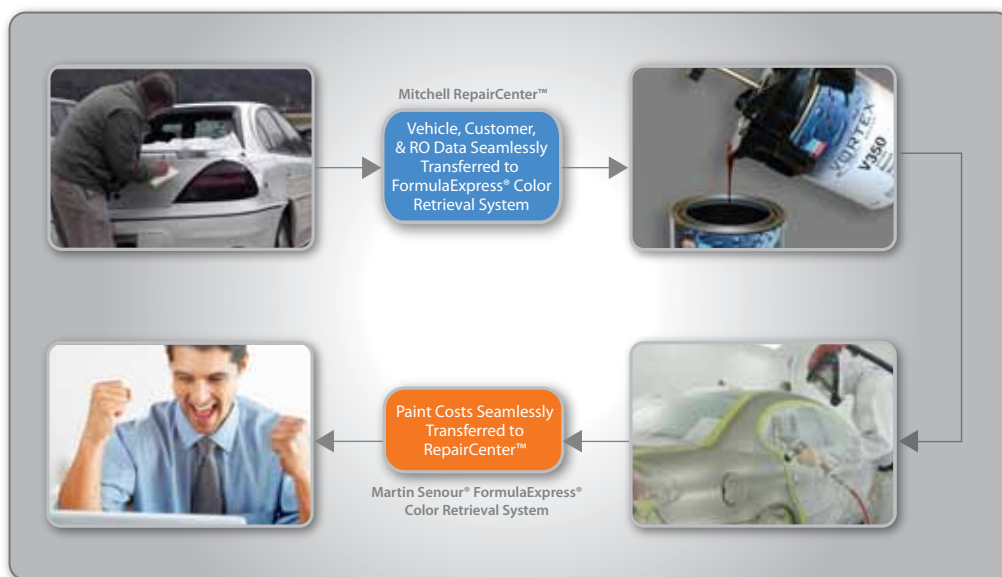 Mitchell RepairCenter™
Vehicle, Customer,
& RO Data Seamlessly
Transferred to
FormulaExpress® Color
Retrieval System
VORTEX
V350
Paint Costs Seamlessly
Transferred to
RepairCenter™
Martin Senour® FormulaExpress®
Color Retrieval System